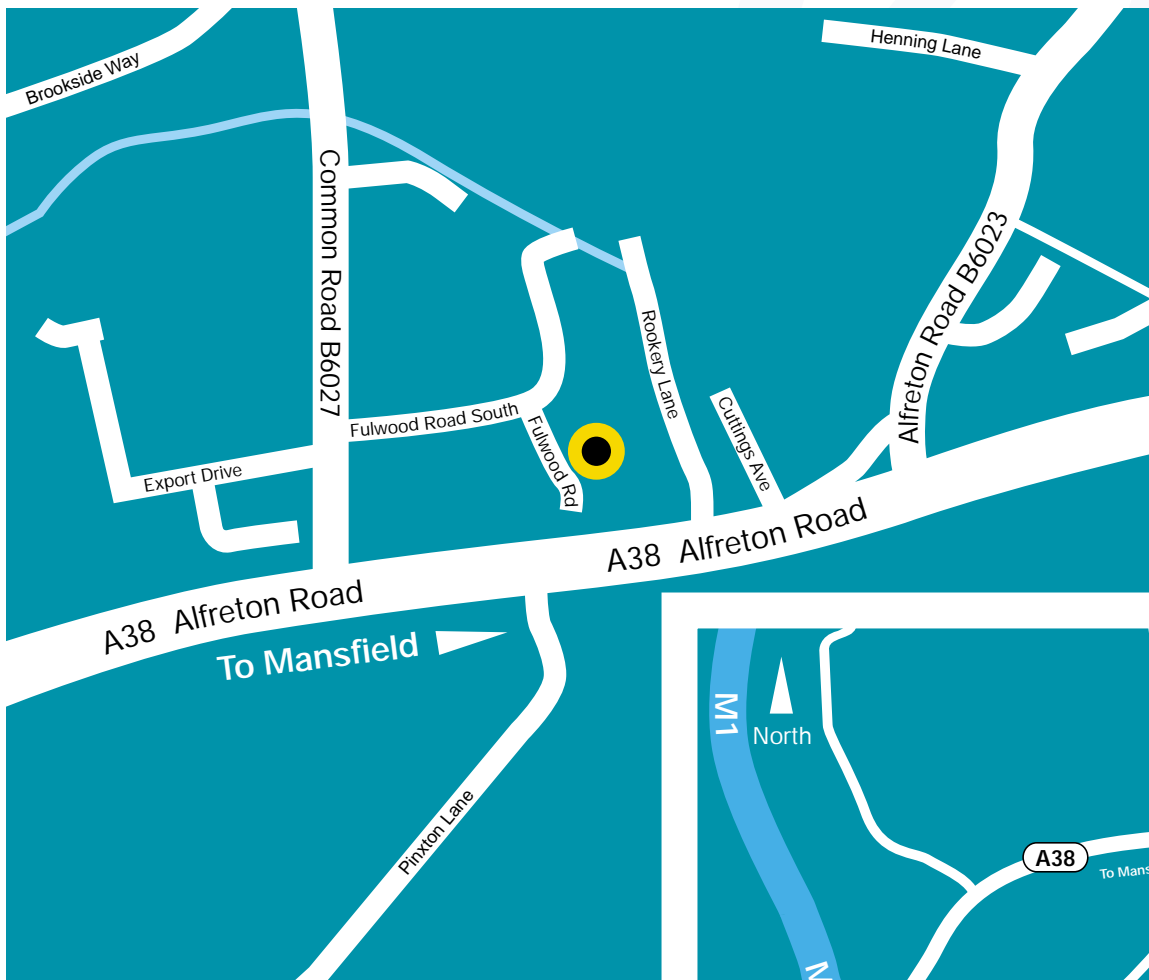 Henning Lane
Brookside Way
Common Road B6027
Alfreton Road B6023
Rookery Lane
Fulwood Road South
Cuttings Ave
Fulwood Rd
Export Drive
A38 Alfreton Road
A38 Alfreton Road
To Mansfield
M1
North
Pinxton Lane
A38
To Mans
M